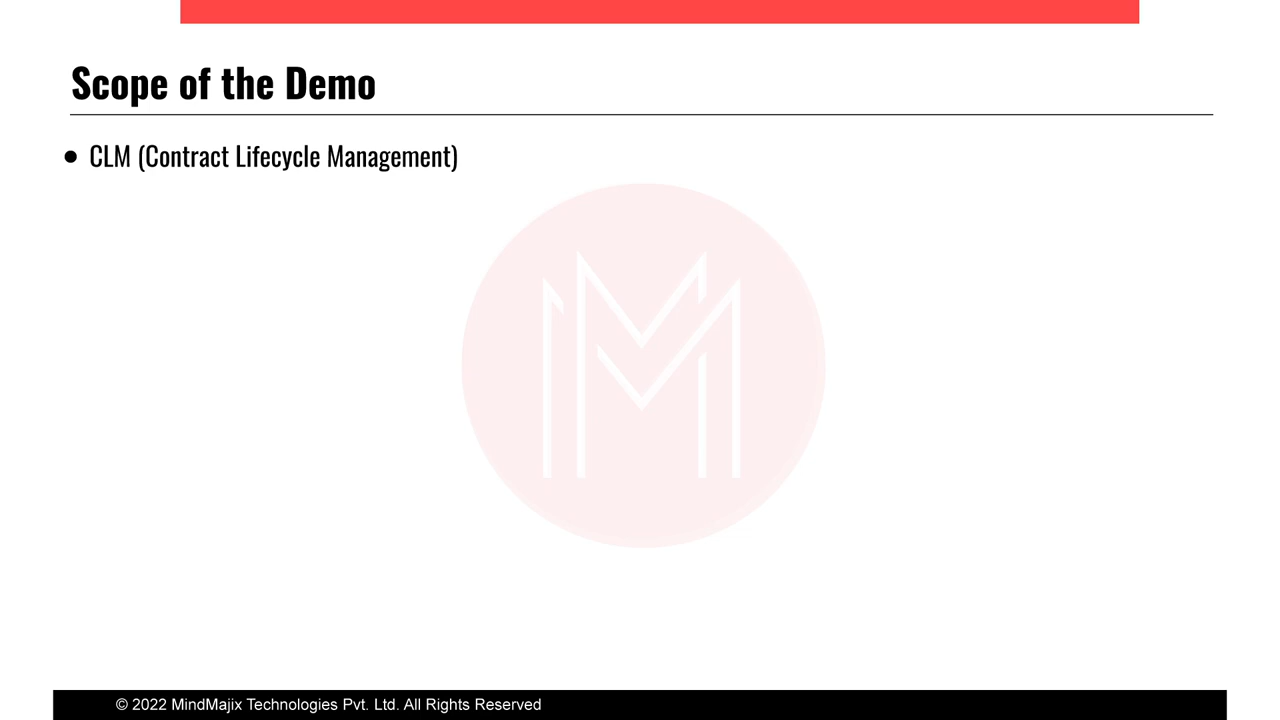 Scope of the Demo
● CLM (Contract Lifecycle Management)
© 2022 MindMajix Technologies Pvt. Ltd. All Rights Reserved